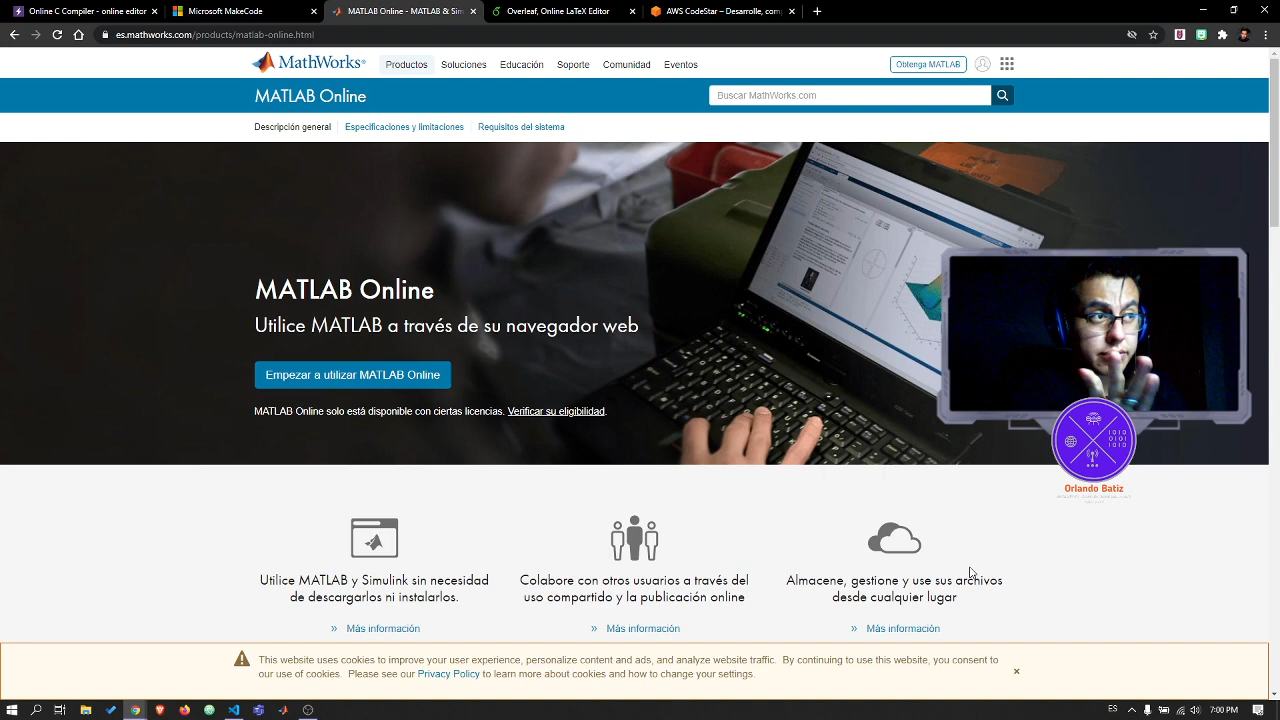 Online C Compiler - online editor
Microsoft MakeCode
MATLAB Online - MATLAB & Sim
Overleaf, Online LaTeX Editor
AWS CodeStar – Desarrolle, com
es.mathworks.com/products/matlab-online.html
MathWorks®
Productos
Soluciones
Educación
Soporte
Comunidad
Eventos
Obtenga MATLAB
MATLAB Online
Buscar MathWorks.com
Descripción general
Especificaciones y limitaciones
Requisitos del sistema
MATLAB Online
Utilice MATLAB a través de su navegador web
Empezar a utilizar MATLAB Online
MATLAB Online solo está disponible con ciertas licencias. Verificar su eligibilidad.
1010
0101
1010
Orlando Batiz
Utilice MATLAB y Simulink sin necesidad
de descargarlos ni instalarlos.
» Más información
Colabore con otros usuarios a través del
uso compartido y la publicación online
» Más información
Almacene, gestione y use sus archivos
desde cualquier lugar
» Más información
This website uses cookies to improve your user experience, personalize content and ads, and analyze website traffic. By continuing to use this website, you consent to
our use of cookies. Please see our Privacy Policy to learn more about cookies and how to change your settings.
ES
7:00 PM